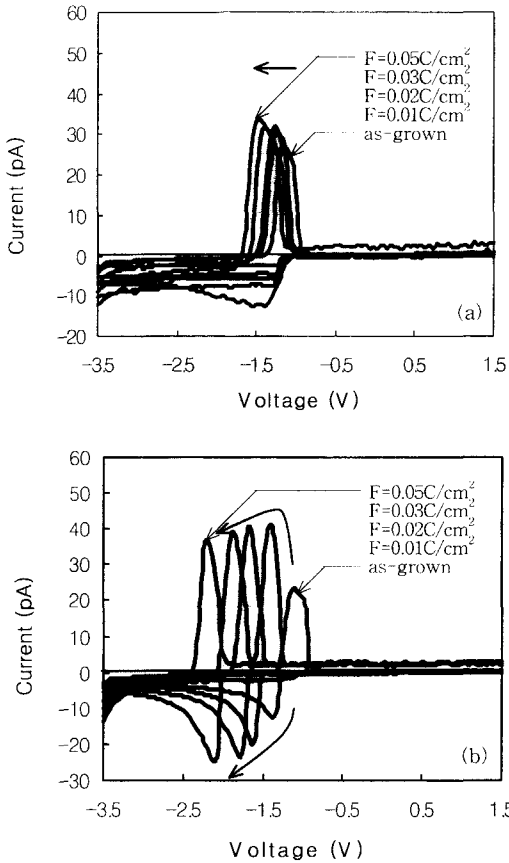 60
50
40
30
20
10
0
-10
-20
Current (pA)
F=0.05C/cm²
F=0.03C/cm²
F=0.02C/cm²
F=0.01C/cm²
as-grown
(a)
-3.5 -2.5 -1.5 -0.5 0.5 1.5
Voltage (V)
60
50
40
30
20
10
0
-10
-20
-30
Current (pA)
F=0.05C/cm²
F=0.03C/cm²
F=0.02C/cm²
F=0.01C/cm²
as-grown
(b)
-3.5 -2.5 -1.5 -0.5 0.5 1.5
Voltage (V)